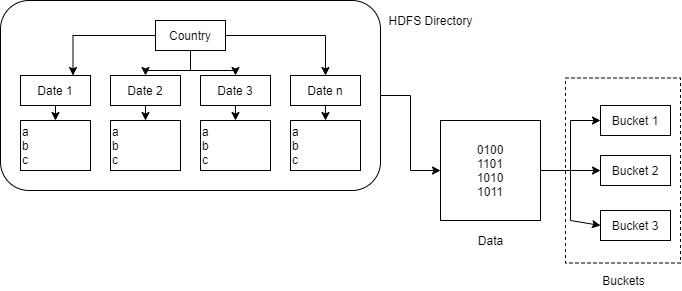 HDFS Directory
Country
Date 1
Date 2
Date 3
Date n
a
b
c
a
b
c
a
b
c
a
b
c
0100
1101
1010
1011
Data
Bucket 1
Bucket 2
Bucket 3
Buckets